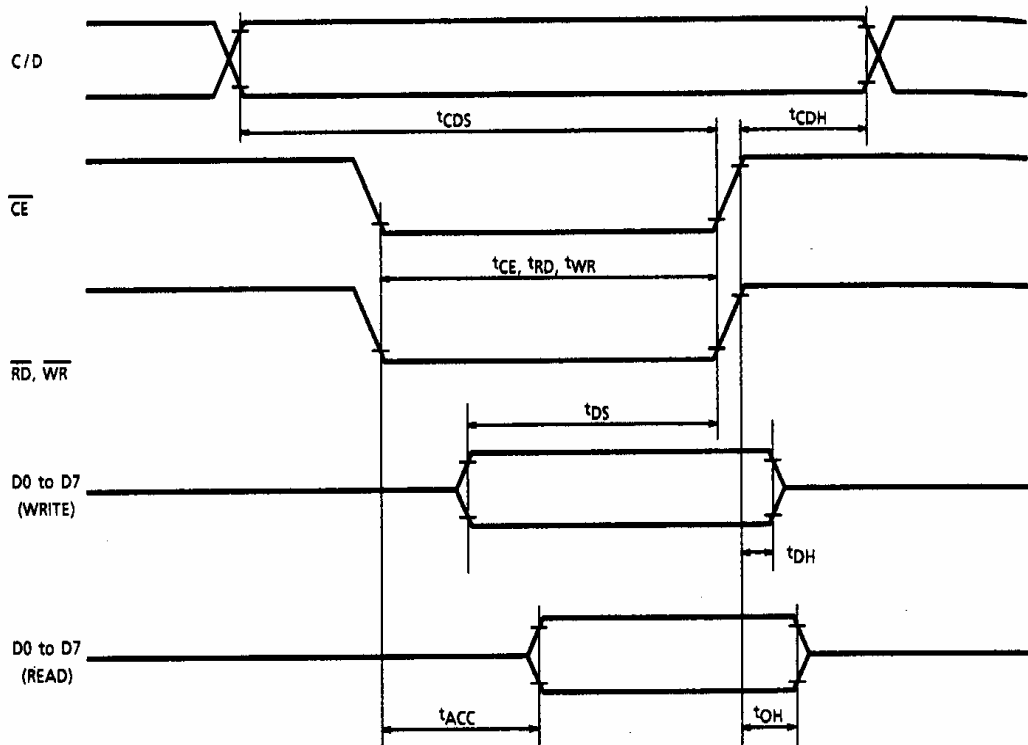 C/D
tCDS
tCDH
CE
tCE, tRD, tWR
RD, WR
tDS
D0 to D7
(WRITE)
tDH
D0 to D7
(READ)
tACC
tOH